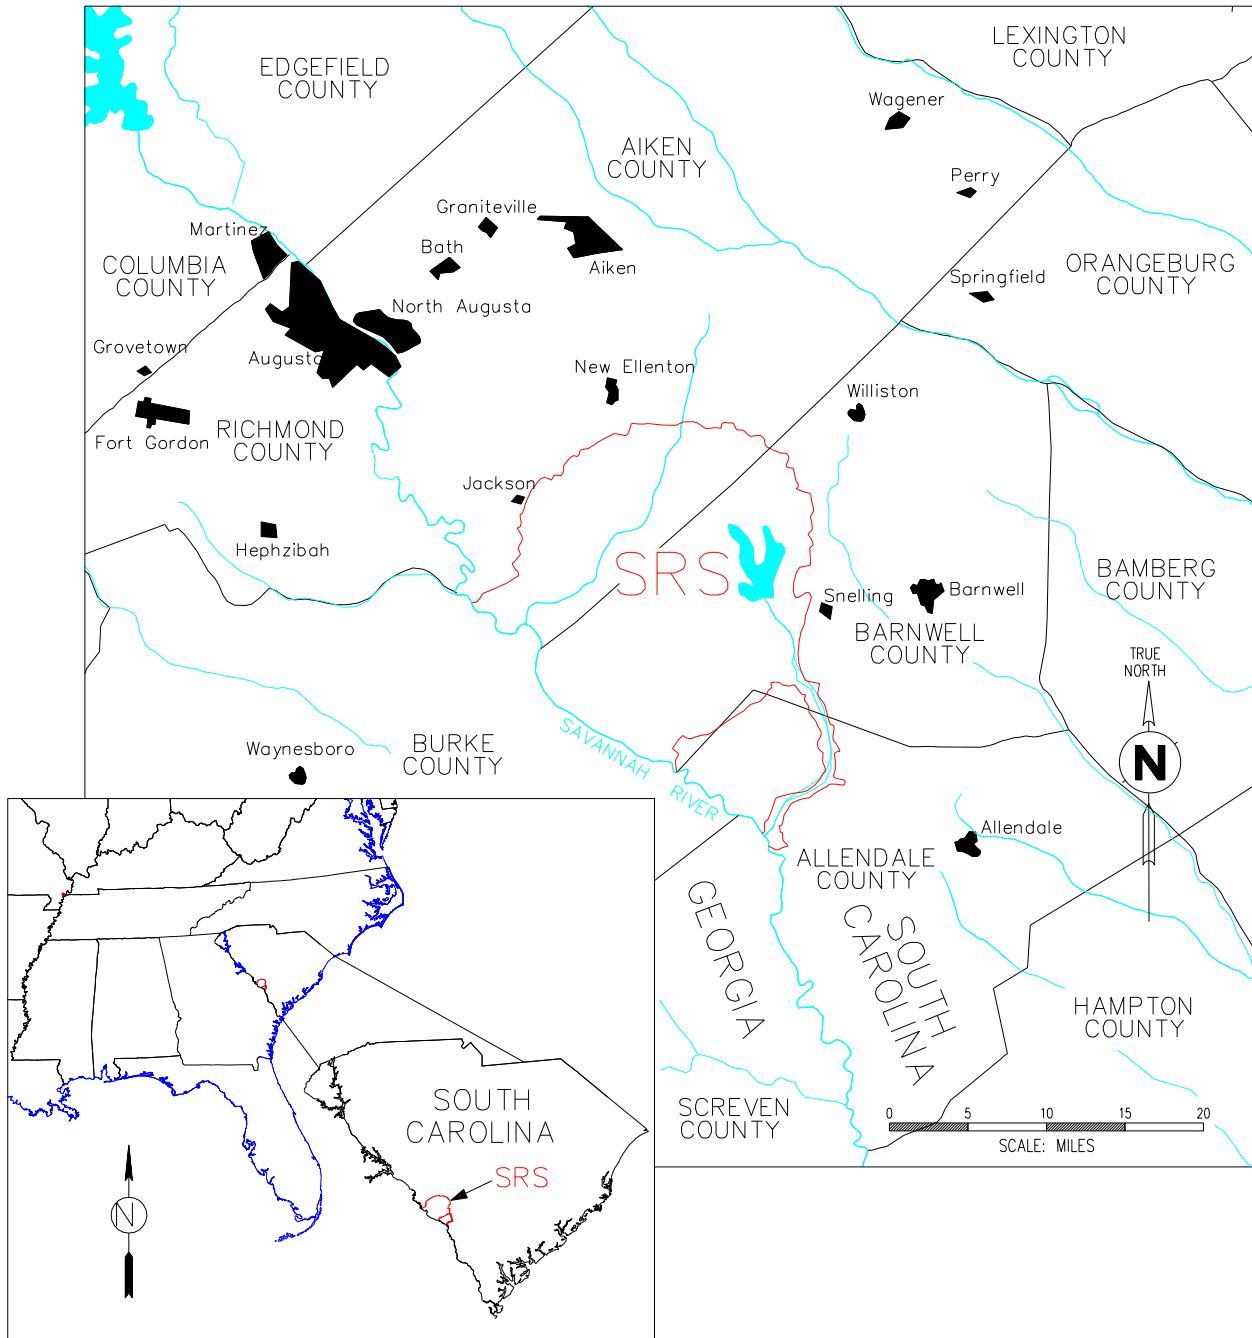 LEXINGTON
COUNTY
EDGEFIELD
COUNTY
Wagener
AIKEN
COUNTY
Perry
Graniteville
Martinez
Bath
Aiken
COLUMBIA
COUNTY
ORANGEBURG
COUNTY
Springfield
North Augusta
Grovetown
Augusta
New Ellenton
Williston
Fort Gordon
RICHMOND
COUNTY
Jackson
Hephzibah
SRS
BAMBERG
COUNTY
Snelling
Barnwell
BARNWELL
COUNTY
TRUE
NORTH
N
SAVANNAH RIVER
Waynesboro
BURKE
COUNTY
Allendale
ALLENDALE
COUNTY
GEORGIA
SOUTH
CAROLINA
HAMPTON
COUNTY
SCREVEN
COUNTY
0 5 10 15 20
SCALE: MILES
SOUTH
CAROLINA
SRS
N